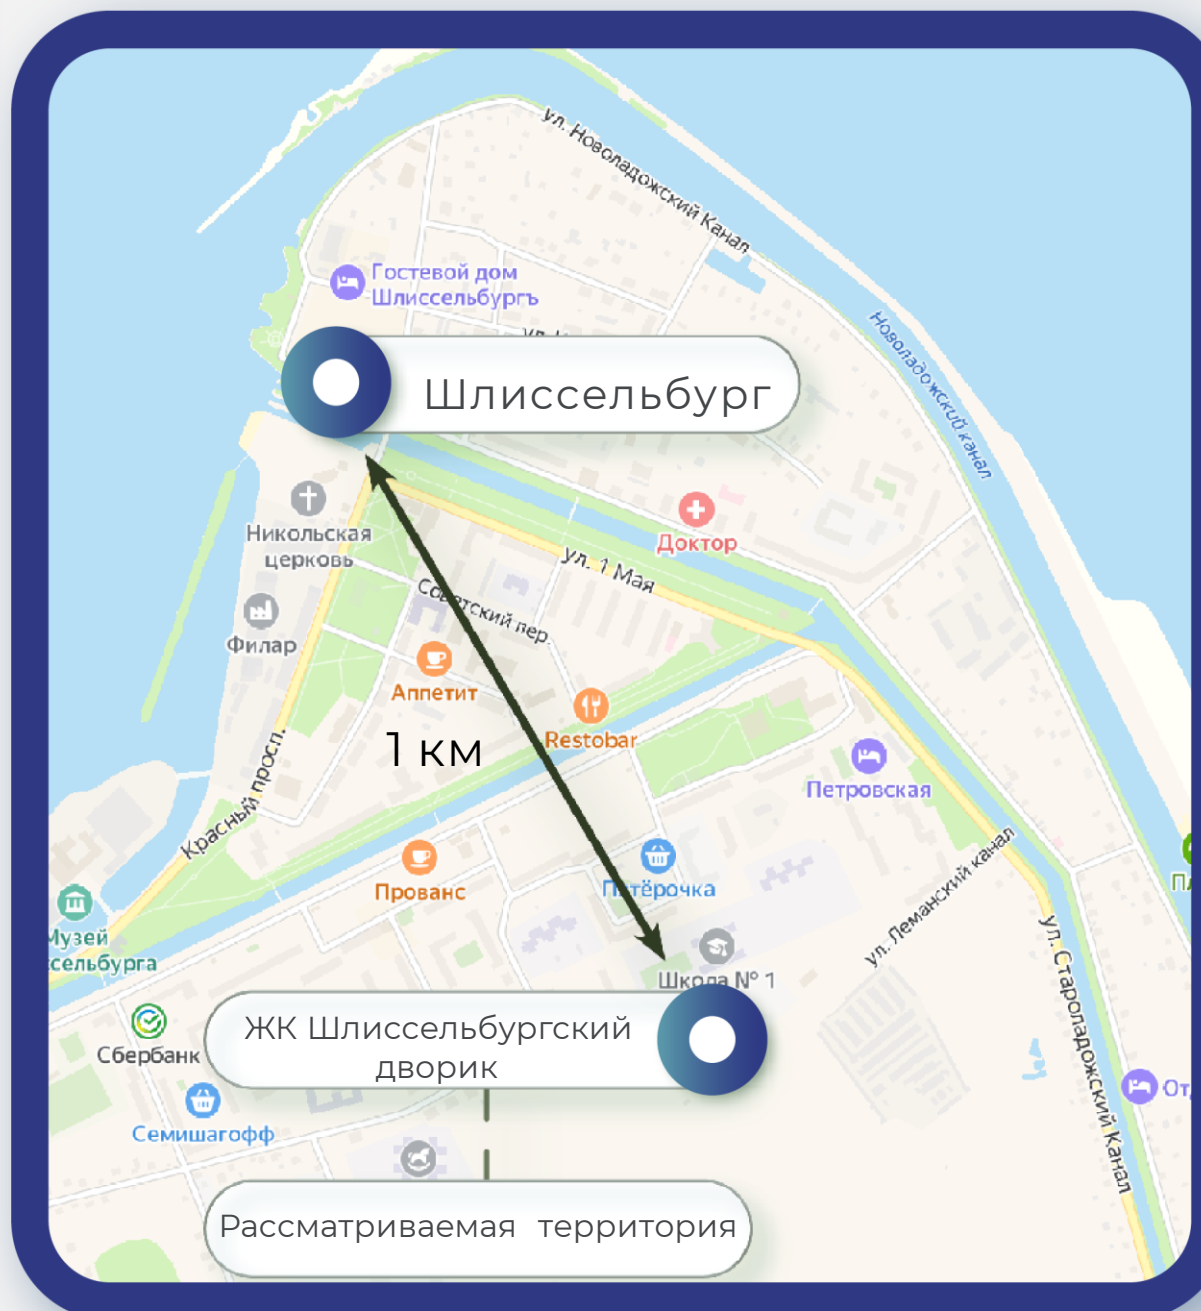 ул. Новоладожский Канал
Гостевой дом
Шлиссельбургъ
Новоладожский канал
Шлиссельбург
Никольская
церковь
Доктор
ул. 1 Мая
Советский пер.
Филар
Аппетит
Restobar
1 км
Петровская
Красный просп.
Прованс
Пятёрочка
ул. Леманский канал
Музей
сельбурга
Школа № 1
ул. Староладожский Канал
ЖК Шлиссельбургский
дворик
Сбербанк
Семишагофф
Рассматриваемая территория